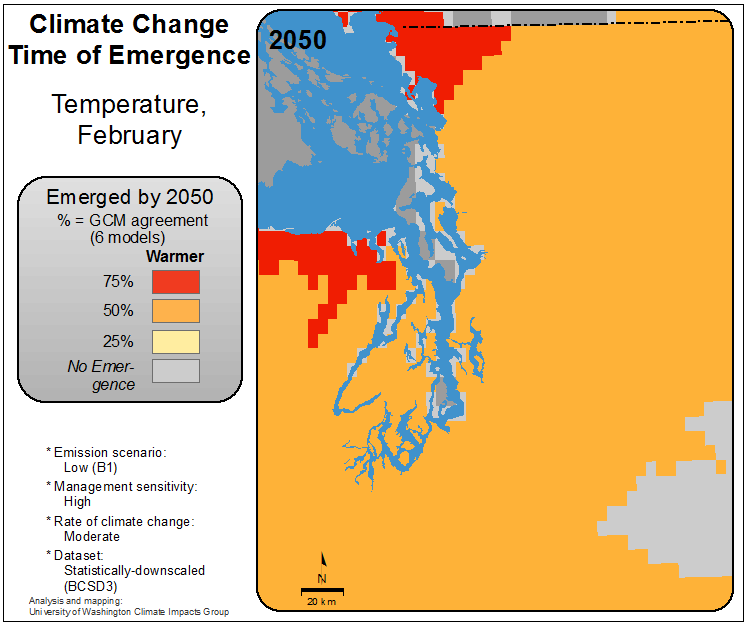 Climate Change
Time of Emergence
Temperature,
February
Emerged by 2050
% = GCM agreement
(6 models)
Warmer
75%
50%
25%
No Emer-
gence
* Emission scenario:
Low (B1)
* Management sensitivity:
High
* Rate of climate change:
Moderate
* Dataset:
Statistically-downscaled
(BCSD3)
Analysis and mapping:
University of Washington Climate Impacts Group
2050
N
20 km